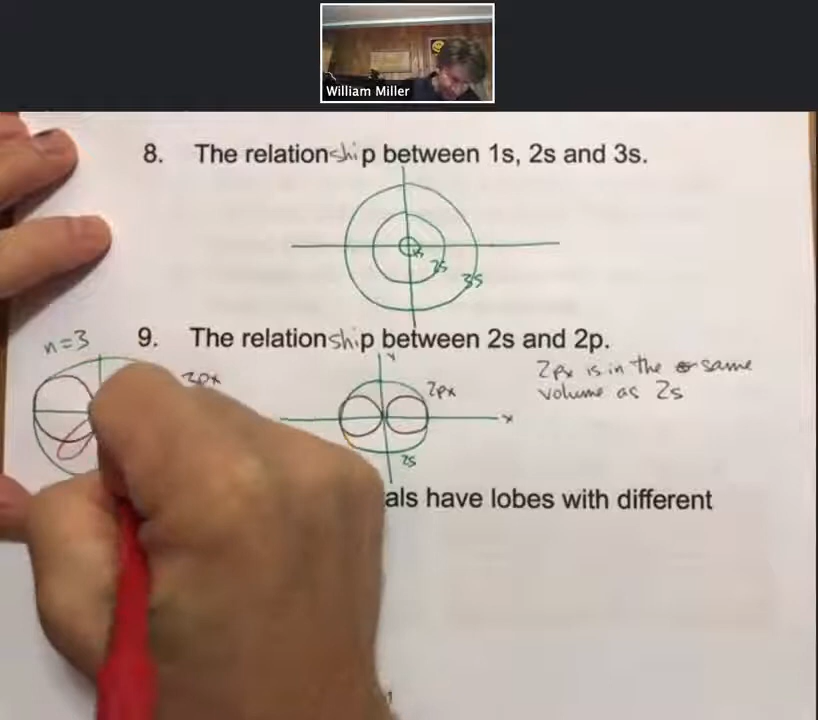 William Miller
8. The relationship between 1s, 2s and 3s.
2s
3s
n=3
9. The relationship between 2s and 2p.
y
2px is in the same
volume as 2s
2px
x
2s
als have lobes with different
1